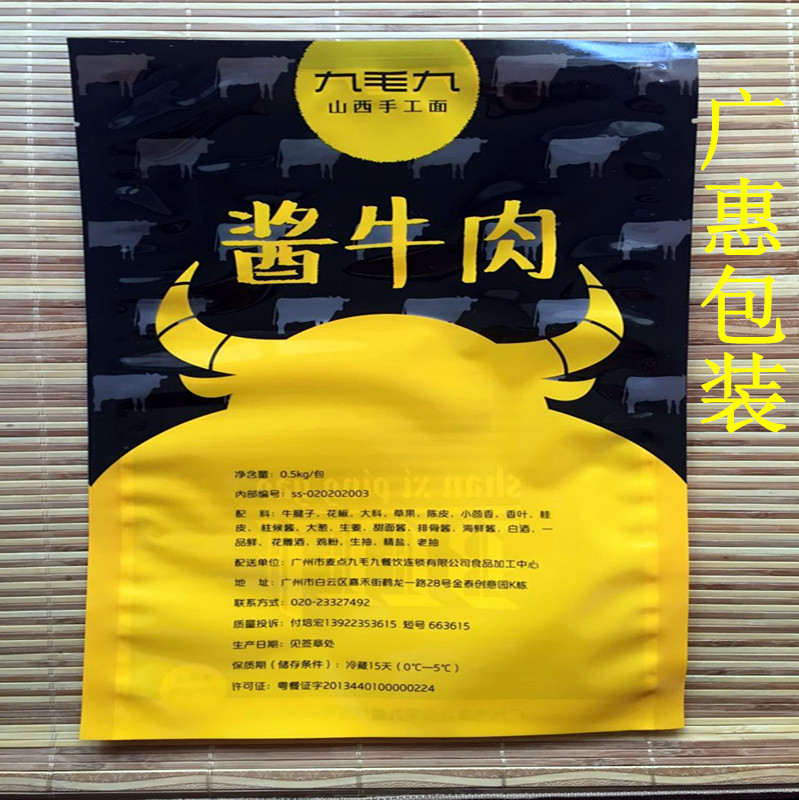 九毛九
山西手工面
酱牛肉
净含量：0.5kg/包
内部编号：ss-020202003
配　料：牛腱子、花椒、大料、草果、陈皮、小茴香、香叶、桂
皮、柱候酱、大葱、生姜、甜面酱、排骨酱、海鲜酱、白酒、一
品鲜、花雕酒、鸡粉、生抽、精盐、老抽
配送单位：广州市麦点九毛九餐饮连锁有限公司食品加工中心
地　址：广州市白云区嘉禾街鹤龙一路28号金泰创意园K栋
联系方式：020-23327492
质量投诉：付培宏13922353615 短号 663615
生产日期：见签章处
保质期（储存条件）：冷藏15天（0℃—5℃）
许可证：粤餐证字2013440100000224
shan xi ping yao
广惠包装